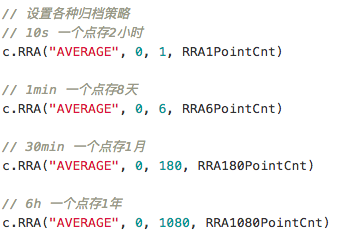 // 设置各种归档策略
// 10s 一个点存2小时
c.RRA("AVERAGE", 0, 1, RRA1PointCnt)
// 1min 一个点存8天
c.RRA("AVERAGE", 0, 6, RRA6PointCnt)
// 30min 一个点存1月
c.RRA("AVERAGE", 0, 180, RRA180PointCnt)
// 6h 一个点存1年
c.RRA("AVERAGE", 0, 1080, RRA1080PointCnt)